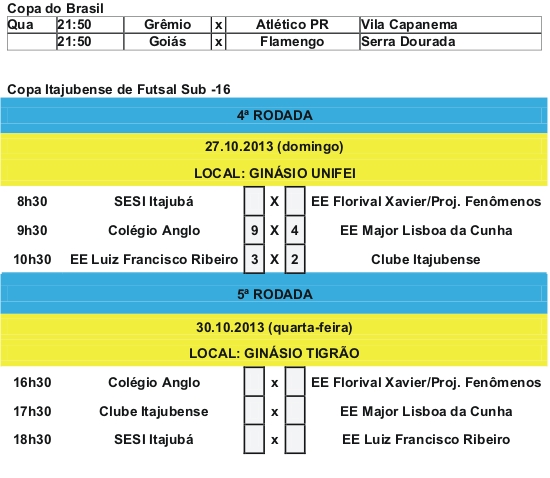 Copa do Brasil
Qua 21:50 Grêmio x Atlético PR Vila Capanema
21:50 Goiás x Flamengo Serra Dourada
Copa Itajubense de Futsal Sub -16
4ª RODADA
27.10.2013 (domingo)
LOCAL: GINÁSIO UNIFEI
8h30 SESI Itajubá X EE Florival Xavier/Proj. Fenômenos
9h30 Colégio Anglo 9 X 4 EE Major Lisboa da Cunha
10h30 EE Luiz Francisco Ribeiro 3 X 2 Clube Itajubense
5ª RODADA
30.10.2013 (quarta-feira)
LOCAL: GINÁSIO TIGRÃO
16h30 Colégio Anglo x EE Florival Xavier/Proj. Fenômenos
17h30 Clube Itajubense x EE Major Lisboa da Cunha
18h30 SESI Itajubá x EE Luiz Francisco Ribeiro